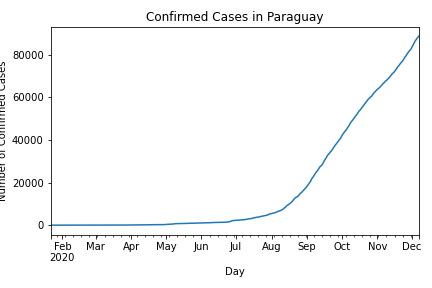 Confirmed Cases in Paraguay
Number of Confirmed Cases
80000
60000
40000
20000
0
Feb Mar Apr May Jun Jul Aug Sep Oct Nov Dec
2020
Day